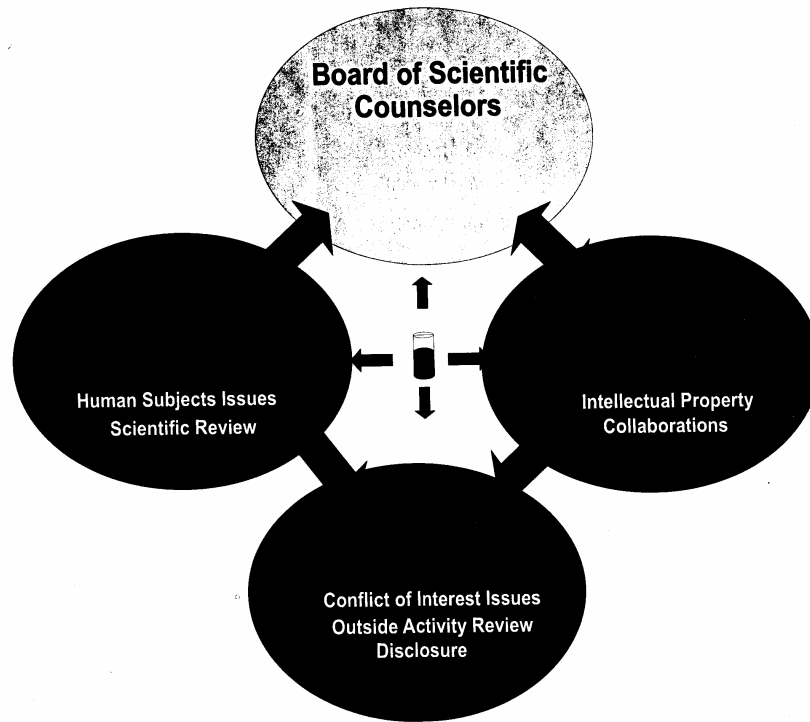 Board of Scientific
Counselors
Human Subjects Issues
Scientific Review
Intellectual Property
Collaborations
Conflict of Interest Issues
Outside Activity Review
Disclosure